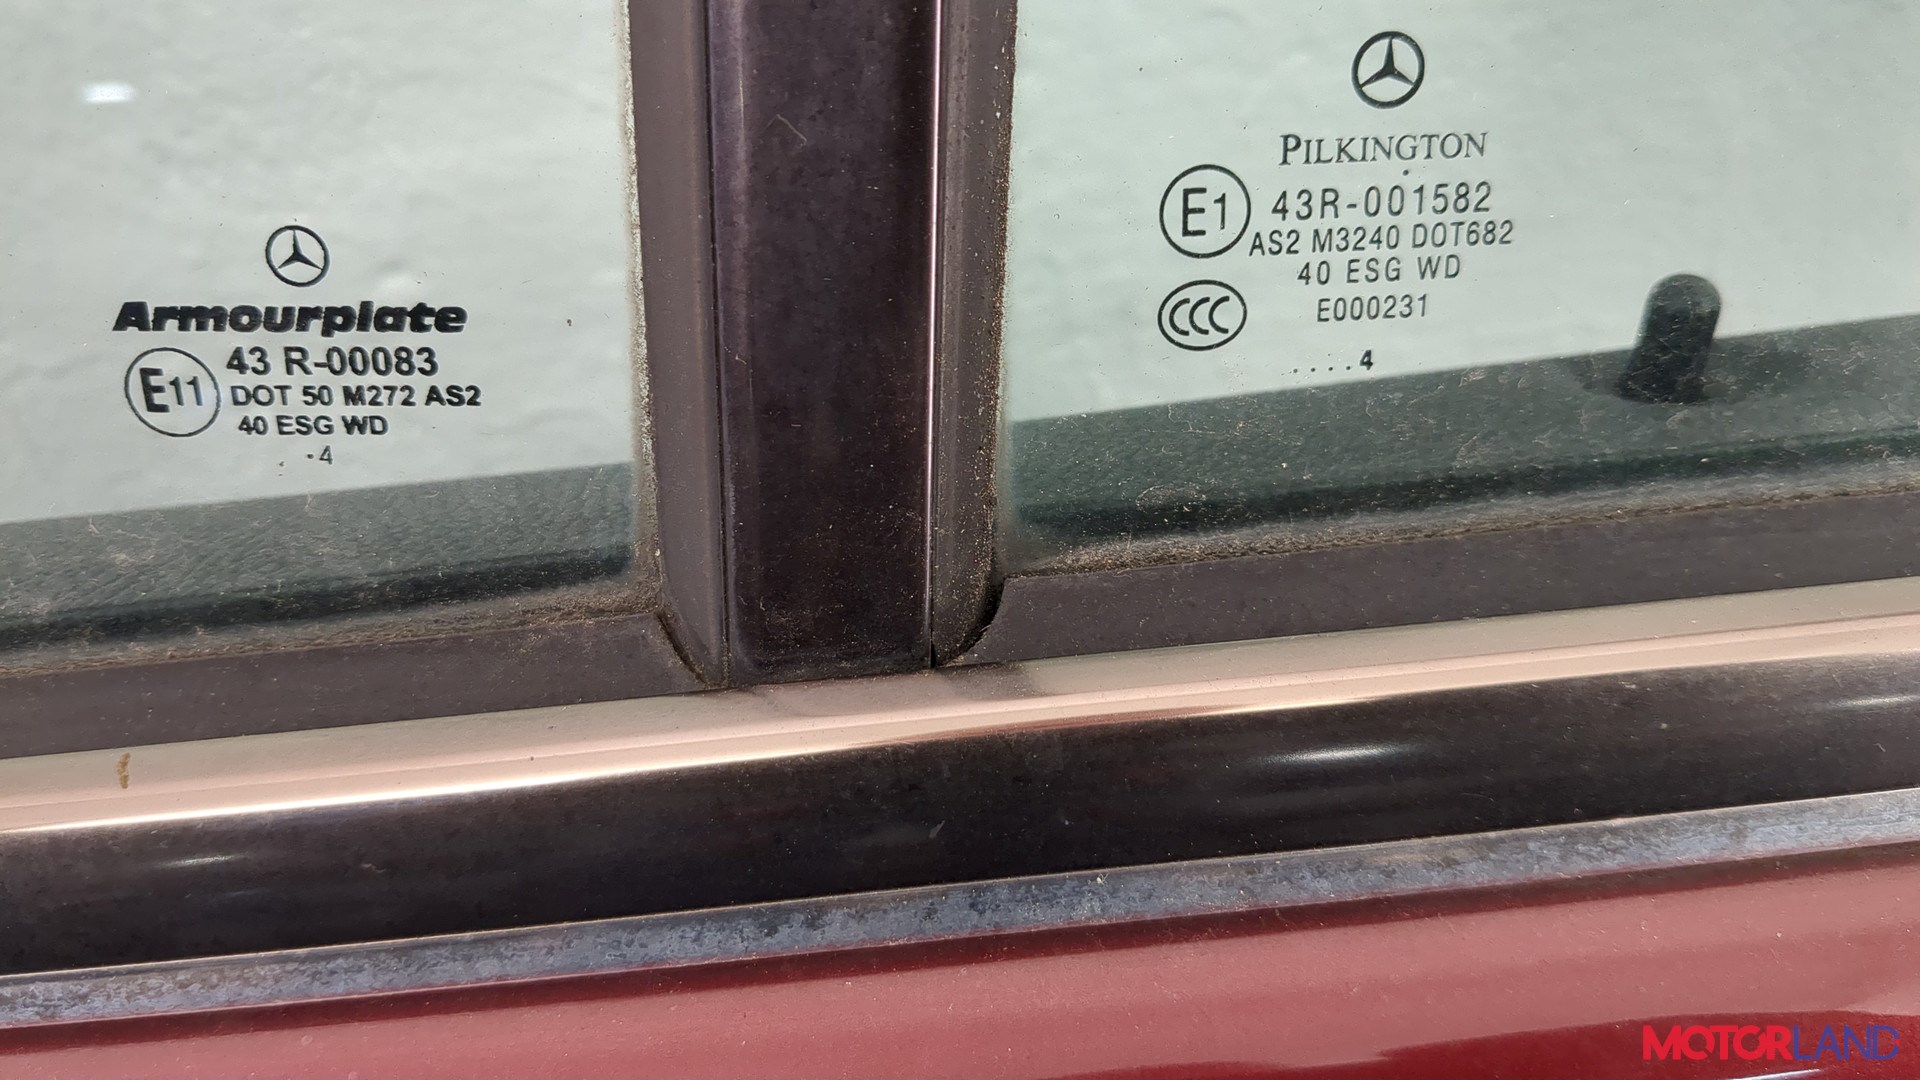 Armourplate
E11
43 R-00083
DOT 50 M272 AS2
40 ESG WD
. .4
PILKINGTON
E1
43R-001582
AS2 M3240 DOT682
40 ESG WD
CCC
E000231
....4
MOTORLAND